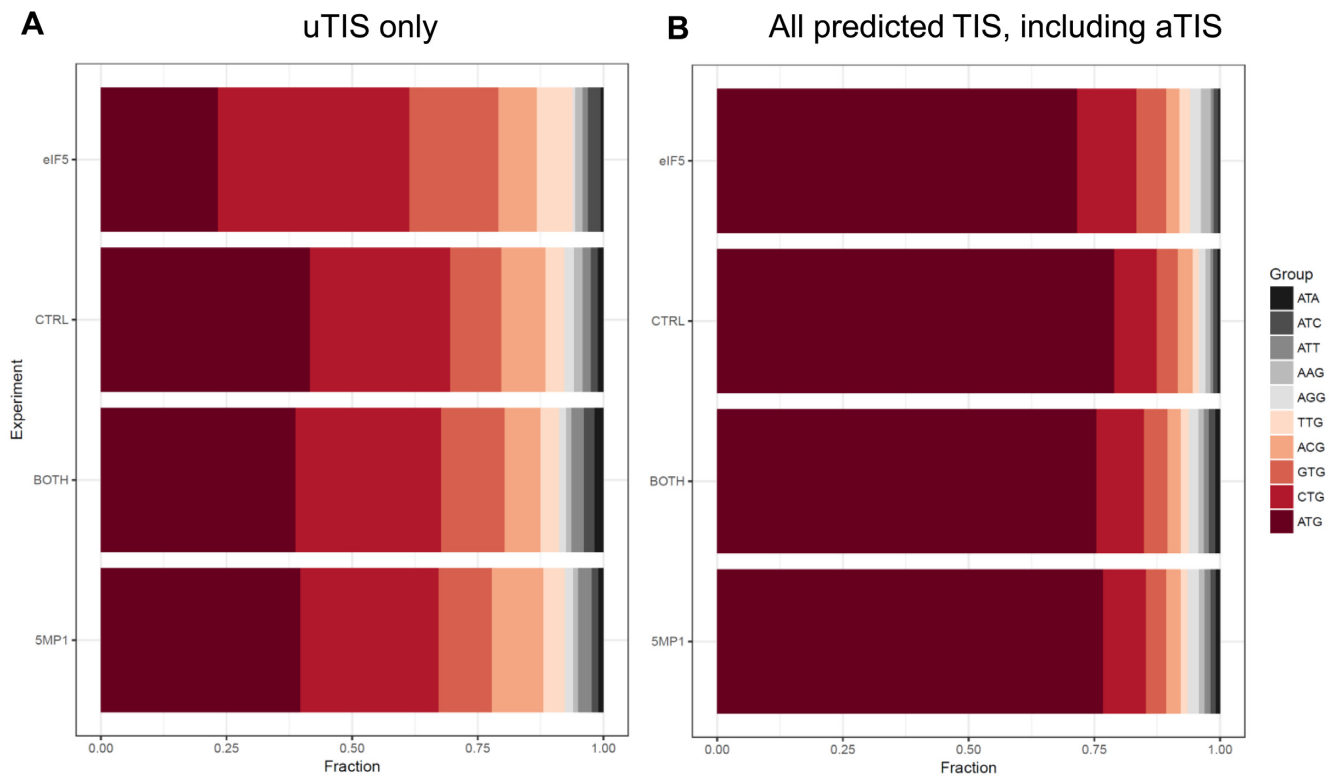 A
uTIS only
eIF5
CTRL
BOTH
5MP1
Experiment
0.00
0.25
0.50
0.75
1.00
Fraction
B
All predicted TIS, including aTIS
eIF5
CTRL
BOTH
5MP1
0.00
0.25
0.50
0.75
1.00
Fraction
Group
ATA
ATC
ATT
AAG
AGG
TTG
ACG
GTG
CTG
ATG